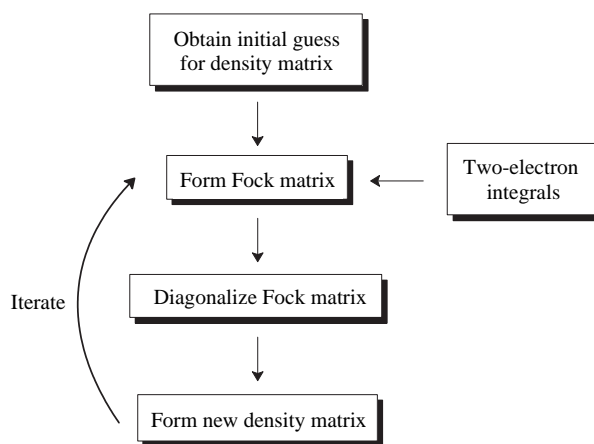 Obtain initial guess
for density matrix
Form Fock matrix
Two-electron
integrals
Diagonalize Fock matrix
Iterate
Form new density matrix